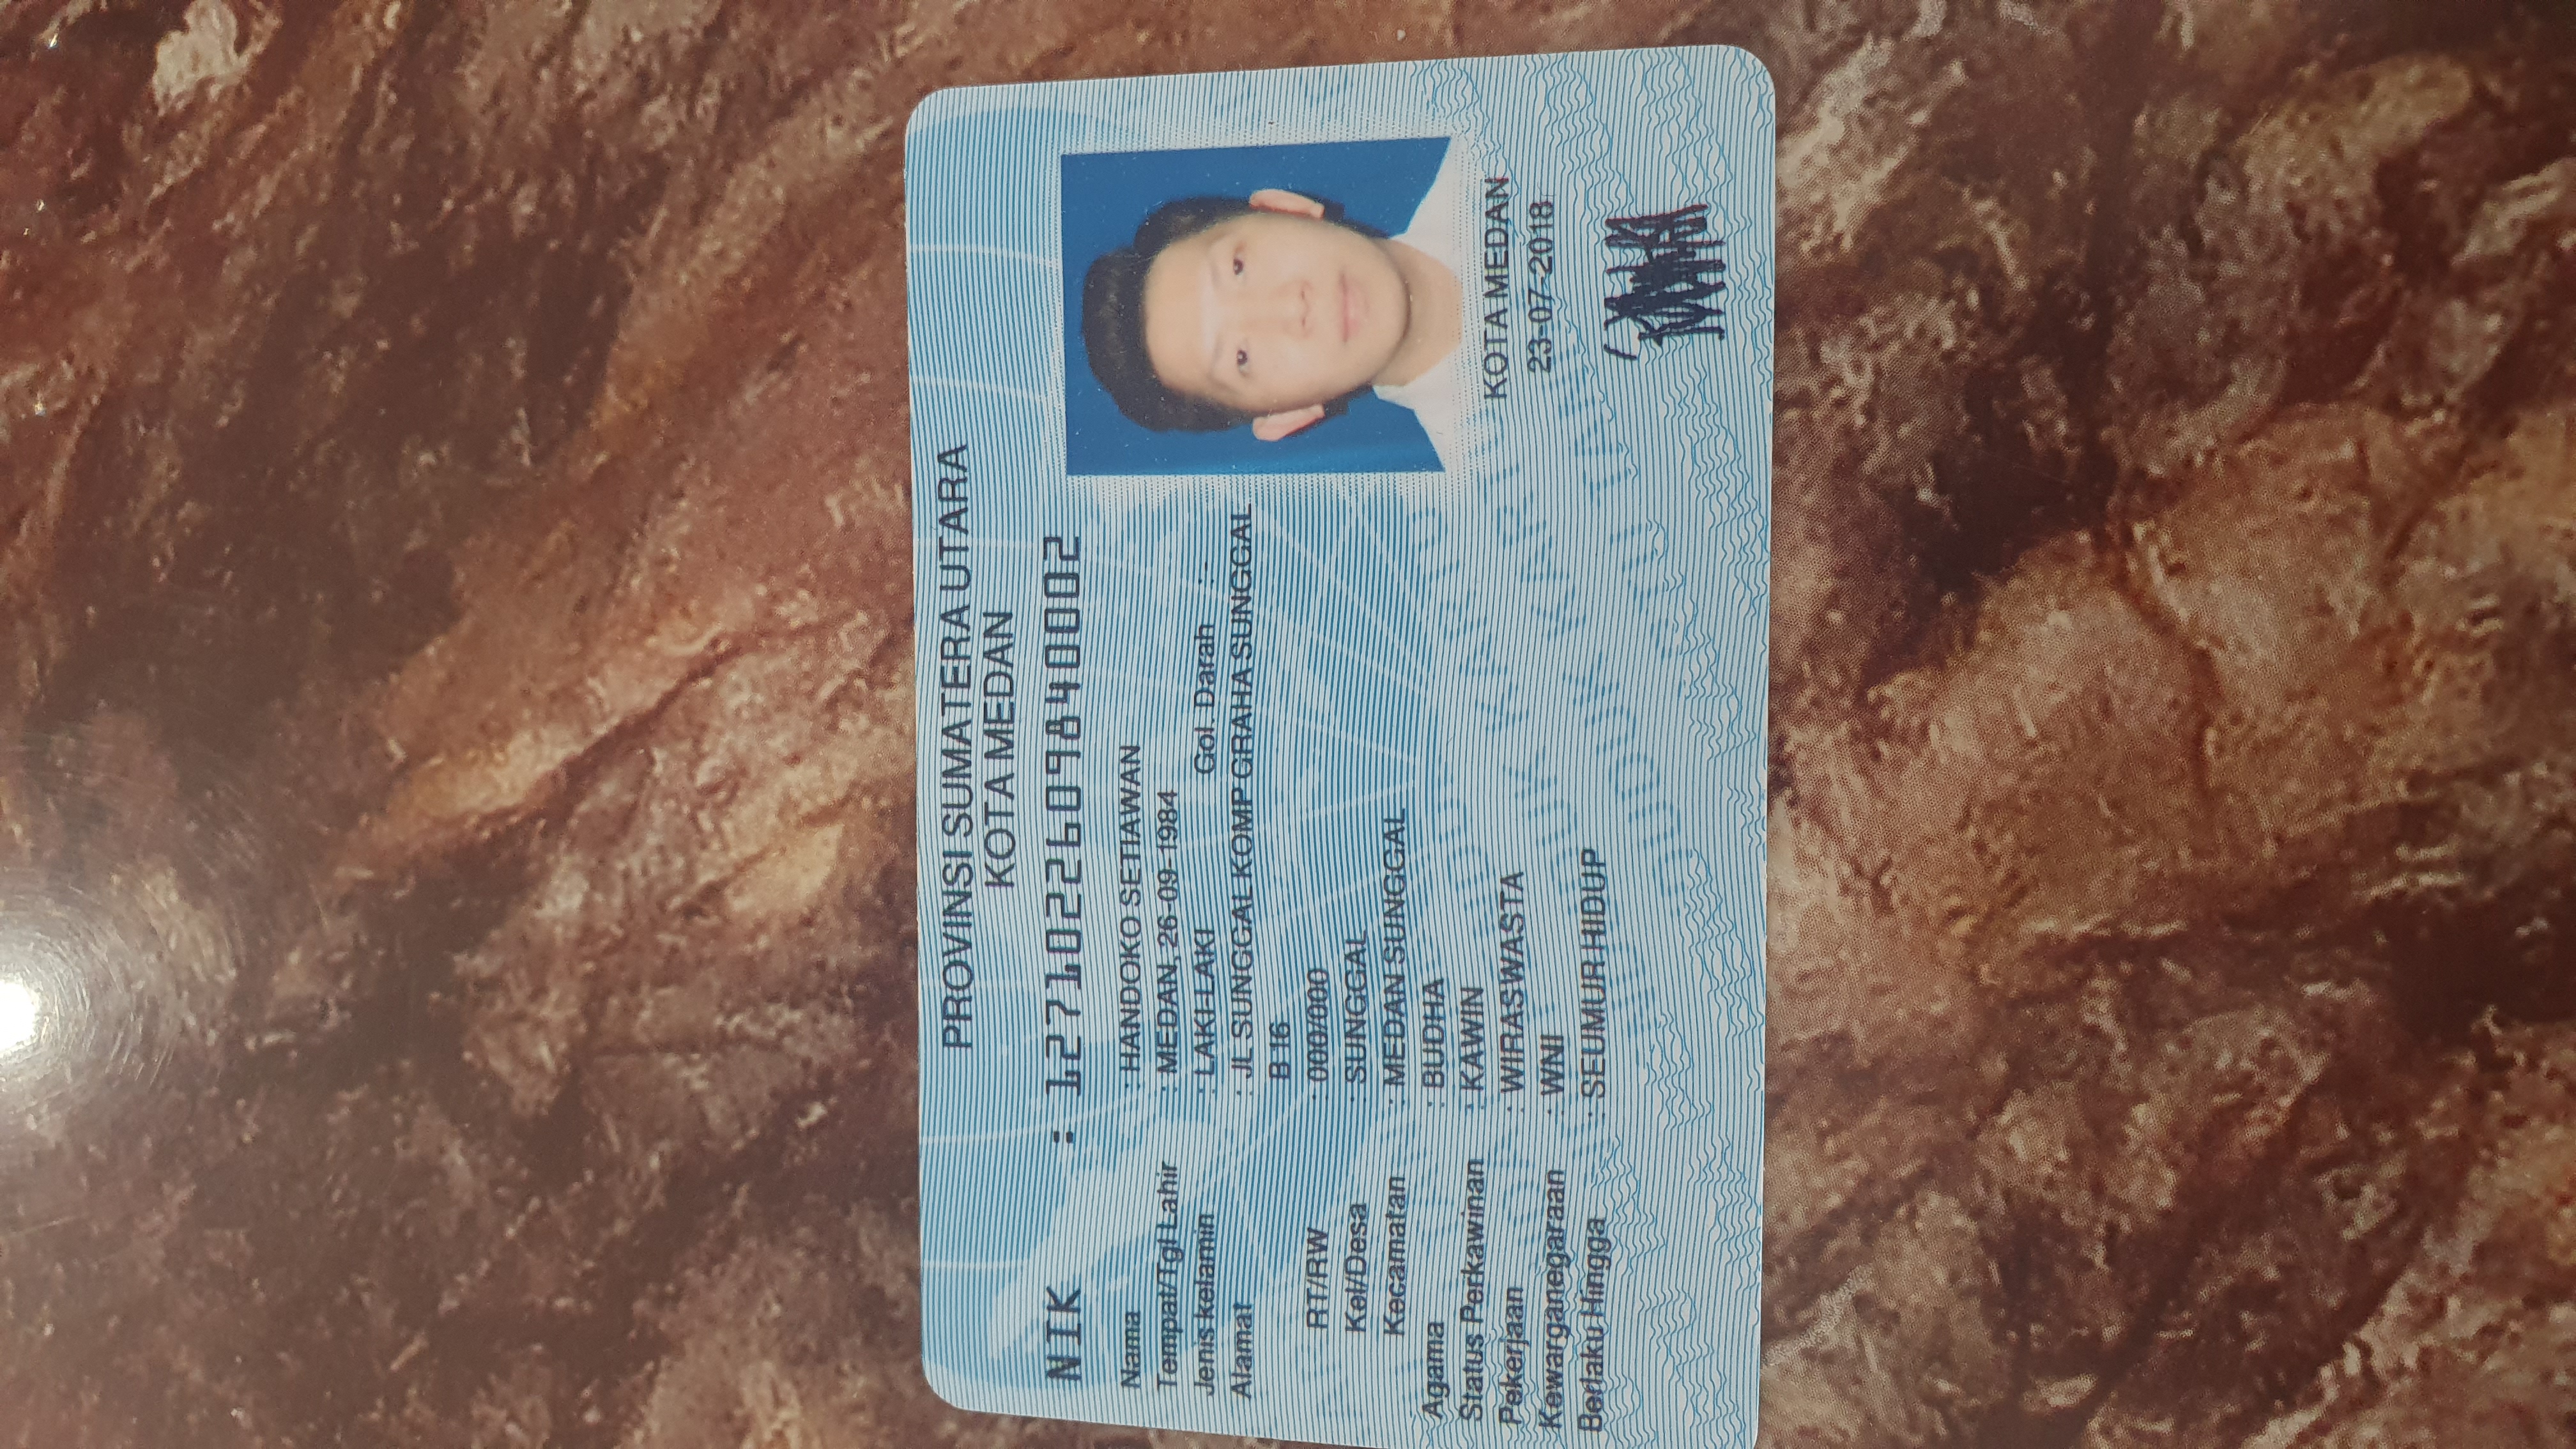 PROVINSI SUMATERA UTARA
KOTA MEDAN
NIK : 1271022609840002
Nama : HANDOKO SETIAWAN
Tempat/Tgl Lahir : MEDAN, 26-09-1984
Jenis kelamin : LAKI-LAKI Gol. Darah : -
Alamat : JL SUNGGAL KOMP GRAHA SUNGGAL
B 16
RT/RW : 000/000
Kel/Desa : SUNGGAL
Kecamatan : MEDAN SUNGGAL
Agama : BUDHA
Status Perkawinan : KAWIN
Pekerjaan : WIRASWASTA
Kewarganegaraan : WNI
Berlaku Hingga : SEUMUR HIDUP
KOTA MEDAN
23-07-2018